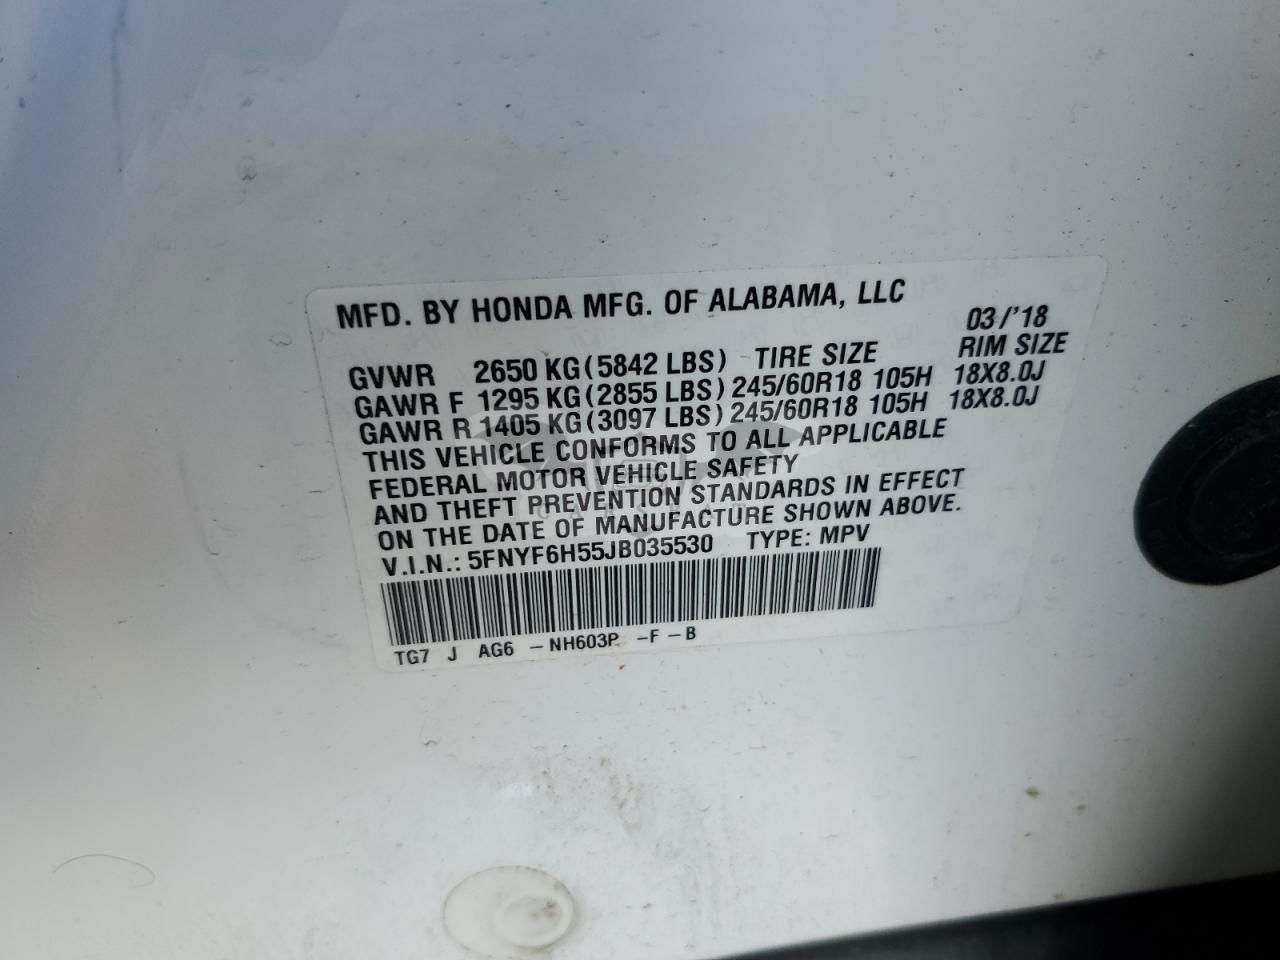 MFD. BY HONDA MFG. OF ALABAMA, LLC
03/'18
GVWR 2650 KG(5842 LBS) TIRE SIZE RIM SIZE
GAWR F 1295 KG(2855 LBS) 245/60R18 105H 18X8.0J
GAWR R 1405 KG(3097 LBS) 245/60R18 105H 18X8.0J
THIS VEHICLE CONFORMS TO ALL APPLICABLE
FEDERAL MOTOR VEHICLE SAFETY
AND THEFT PREVENTION STANDARDS IN EFFECT
ON THE DATE OF MANUFACTURE SHOWN ABOVE.
V.I.N.: 5FNYF6H55JB035530 TYPE: MPV
TG7 J AG6 -NH603P -F-B